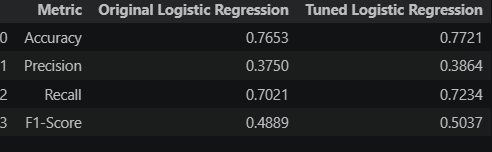 Metric Original Logistic Regression Tuned Logistic Regression
0 Accuracy 0.7653 0.7721
1 Precision 0.3750 0.3864
2 Recall 0.7021 0.7234
3 F1-Score 0.4889 0.5037